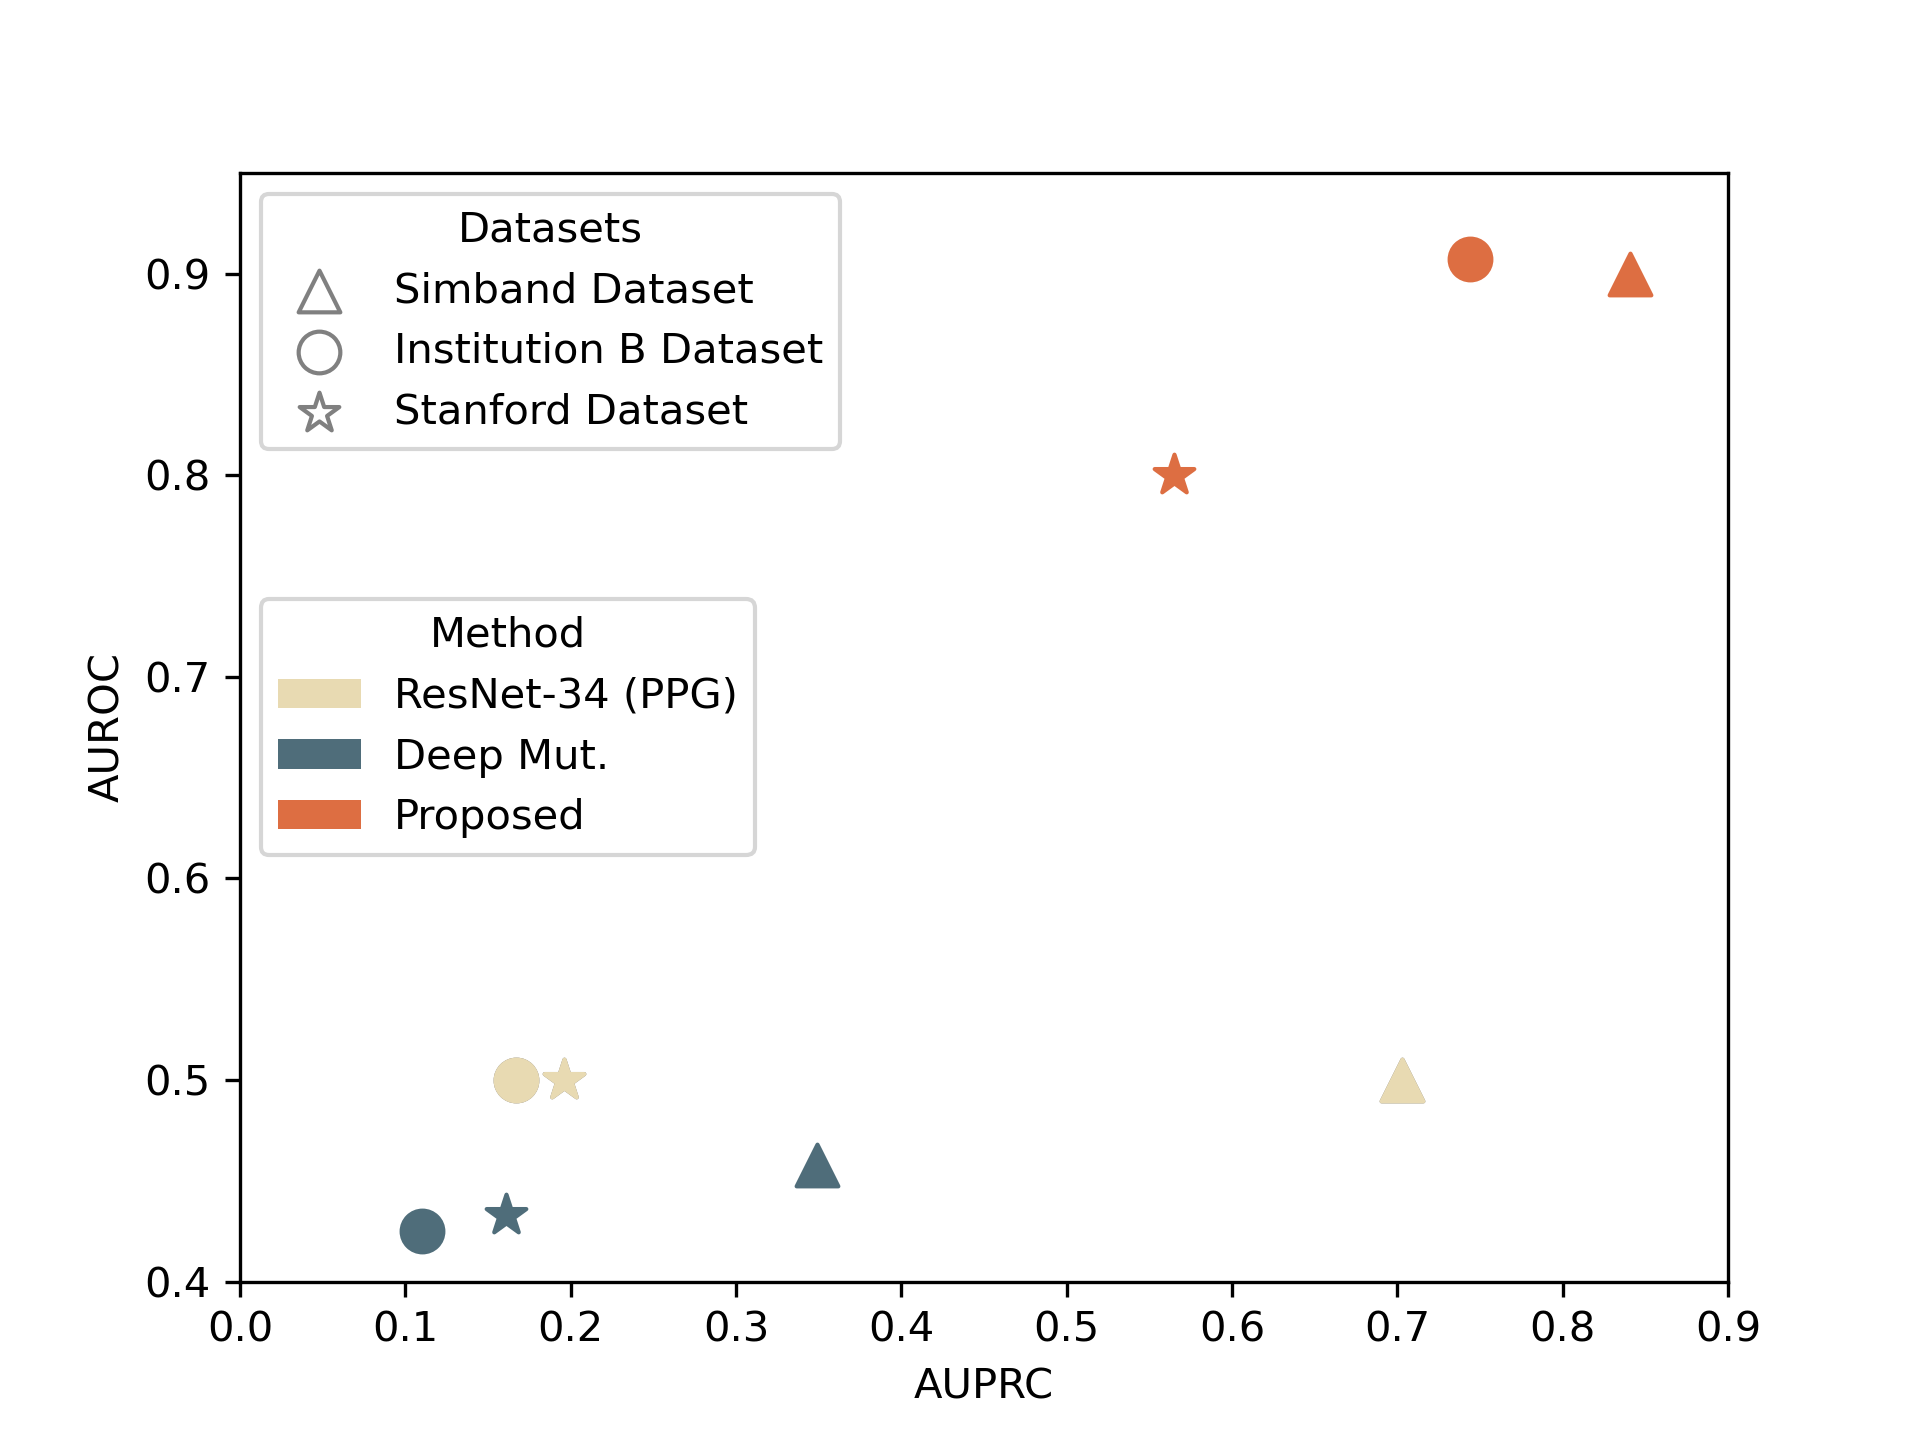 Datasets
Simband Dataset
Institution B Dataset
Stanford Dataset
Method
ResNet-34 (PPG)
Deep Mut.
Proposed
AUROC
0.9
0.8
0.7
0.6
0.5
0.4
0.0 0.1 0.2 0.3 0.4 0.5 0.6 0.7 0.8 0.9
AUPRC